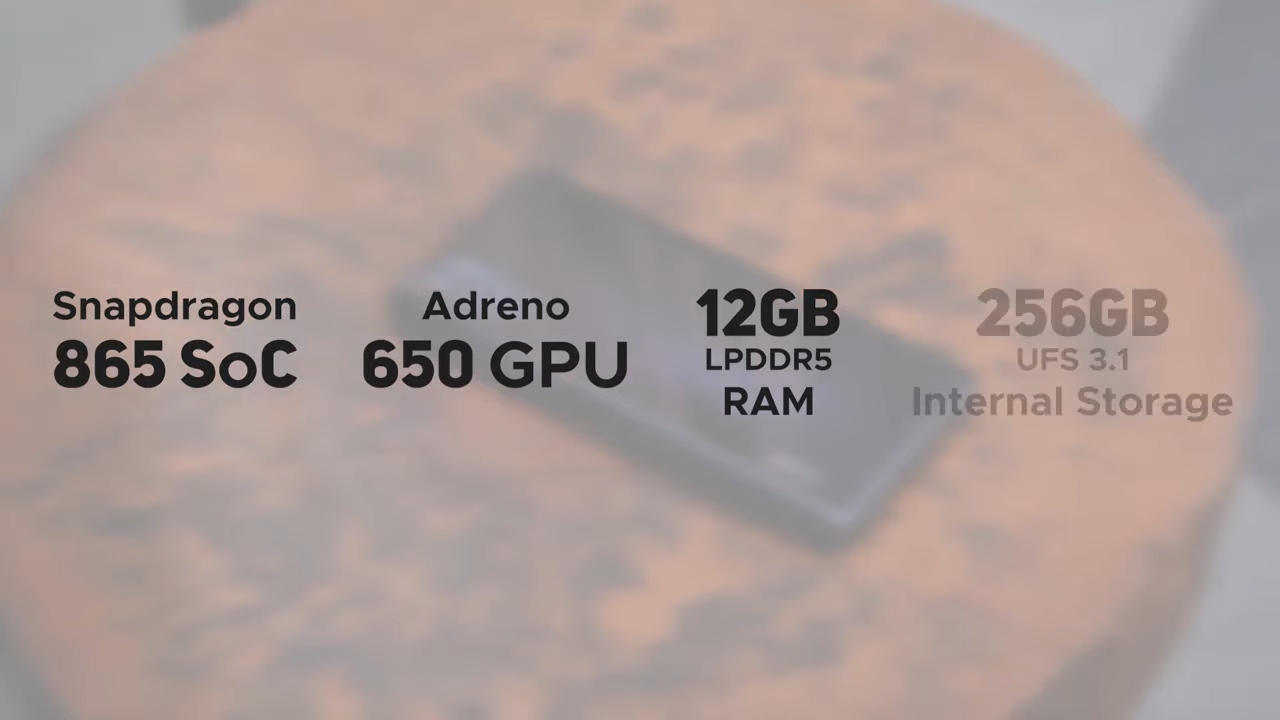 Snapdragon
865 SoC
Adreno
650 GPU
12GB
LPDDR5
RAM
256GB
UFS 3.1
Internal Storage